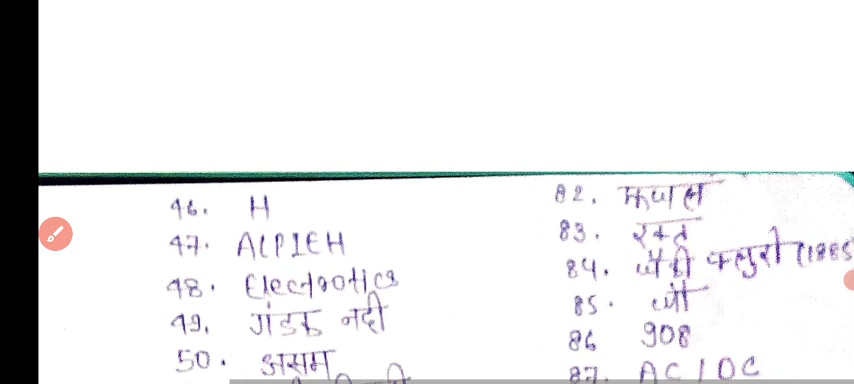 46. H
47. ALPIEH
48. Electrotics
49. गंडक नदी
50. असम
82.
83. रक्त
84. (1885
85. जौ
86 908
87. AC/DC